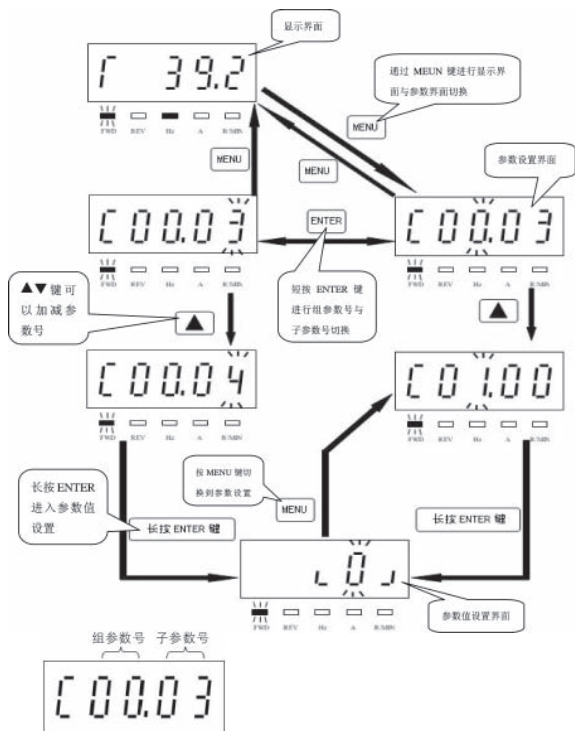 显示界面
Γ 39.2
通过 MEUN 键进行显示界
面与参数界面切换
FWD REV Hz A R/MIN
MENU
MENU
MENU
参数设置界面
ENTER
C00.03
C00.03
短按 ENTER 键
进行组参数号与
子参数号切换
FWD REV Hz A R/MIN
FWD REV Hz A R/MIN
▲▼键可
以加减参
数号
▲
▲
C00.04
C01.00
FWD REV Hz A R/MIN
FWD REV Hz A R/MIN
按 MENU 键切
换到参数设置
长按 ENTER
进入参数值
设置
MENU
长按 ENTER 键
长按 ENTER 键
0
参数值设置界面
FWD REV Hz A R/MIN
组参数号 子参数号
C00.03